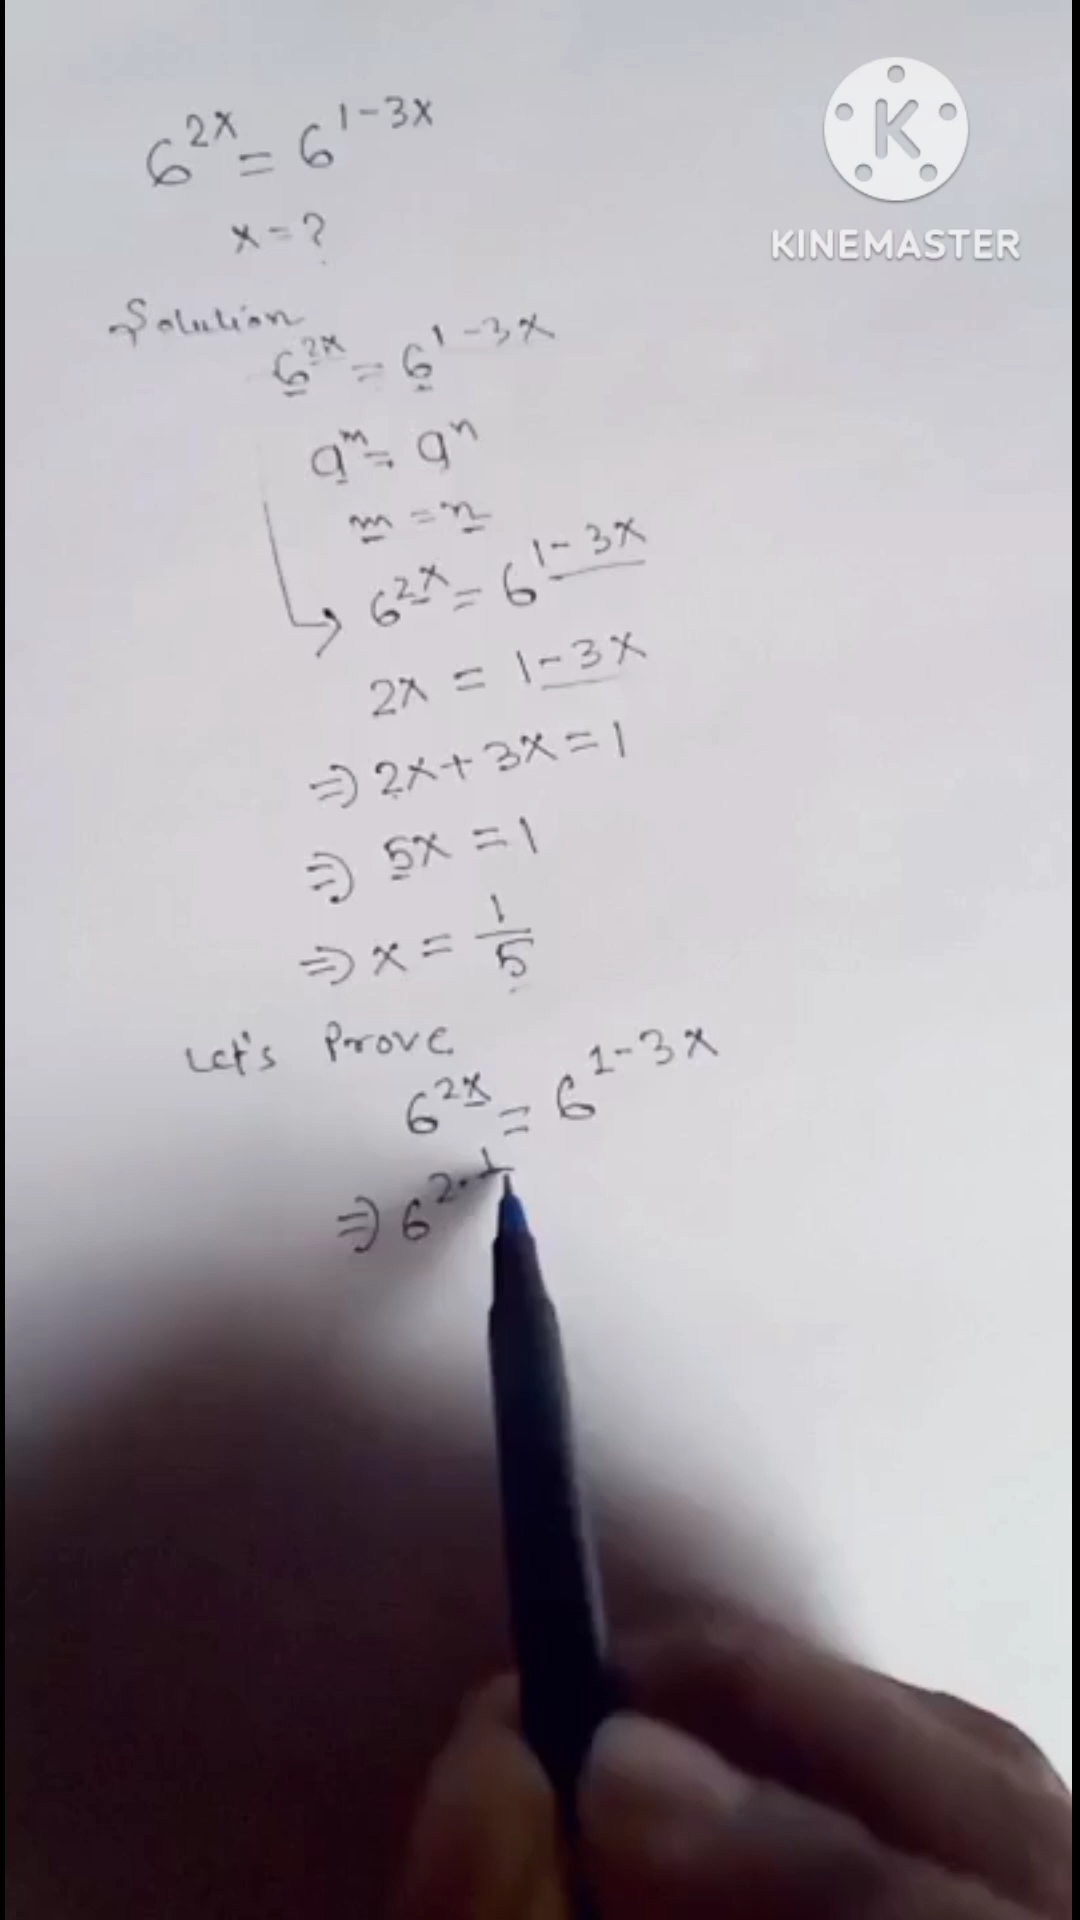 6^{2x} = 6^{1-3x}
x = ?
KINEMASTER
Solution
6^{2x} = 6^{1-3x}
a^m = a^n
m = n
6^{2x} = 6^{1-3x}
2x = 1-3x
⇒ 2x+3x=1
⇒ 5x = 1
⇒ x = 1/5
Let's Prove
6^{2x} = 6^{1-3x}
⇒ 6^{2·1}